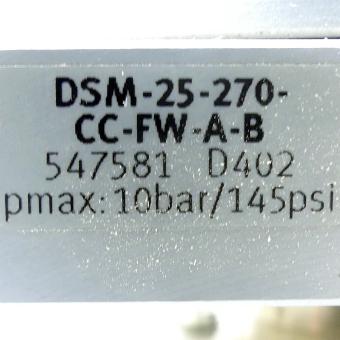 DSM-25-270-
CC-FW-A-B
547581 D402
pmax: 10bar/145psi